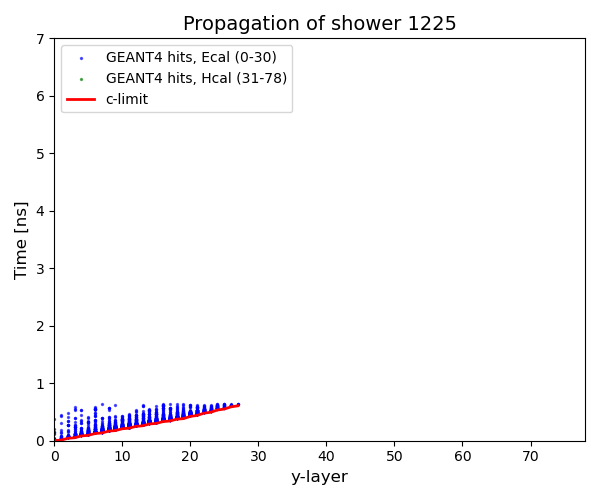 Propagation of shower 1225
GEANT4 hits, Ecal (0-30)
GEANT4 hits, Hcal (31-78)
c-limit
Time [ns]
7
6
5
4
3
2
1
0
0 10 20 30 40 50 60 70
y-layer